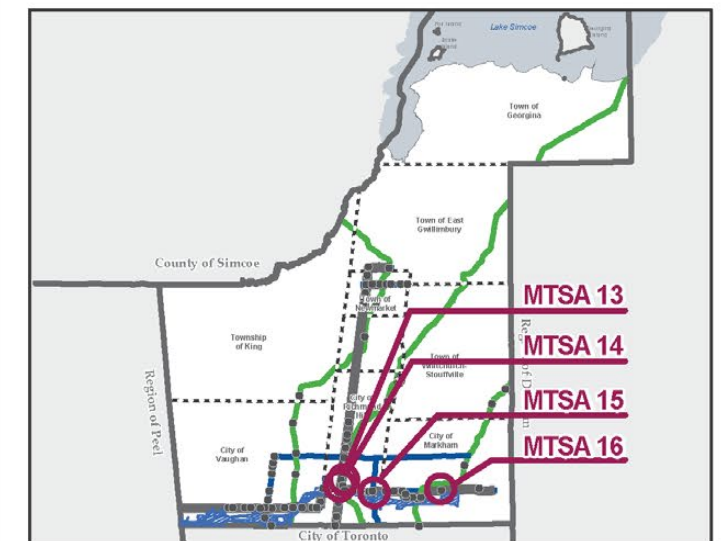 Lake Simcoe
Town of
Georgina
Town of East
Gwillimbury
County of Simcoe
MTSA 13
Town of
Newmarket
MTSA 14
Township
of King
Town of
Whitchurch-
Stouffville
Region of Peel
MTSA 15
City of
City of
Markham
City of
Vaughan
MTSA 16
City of Toronto